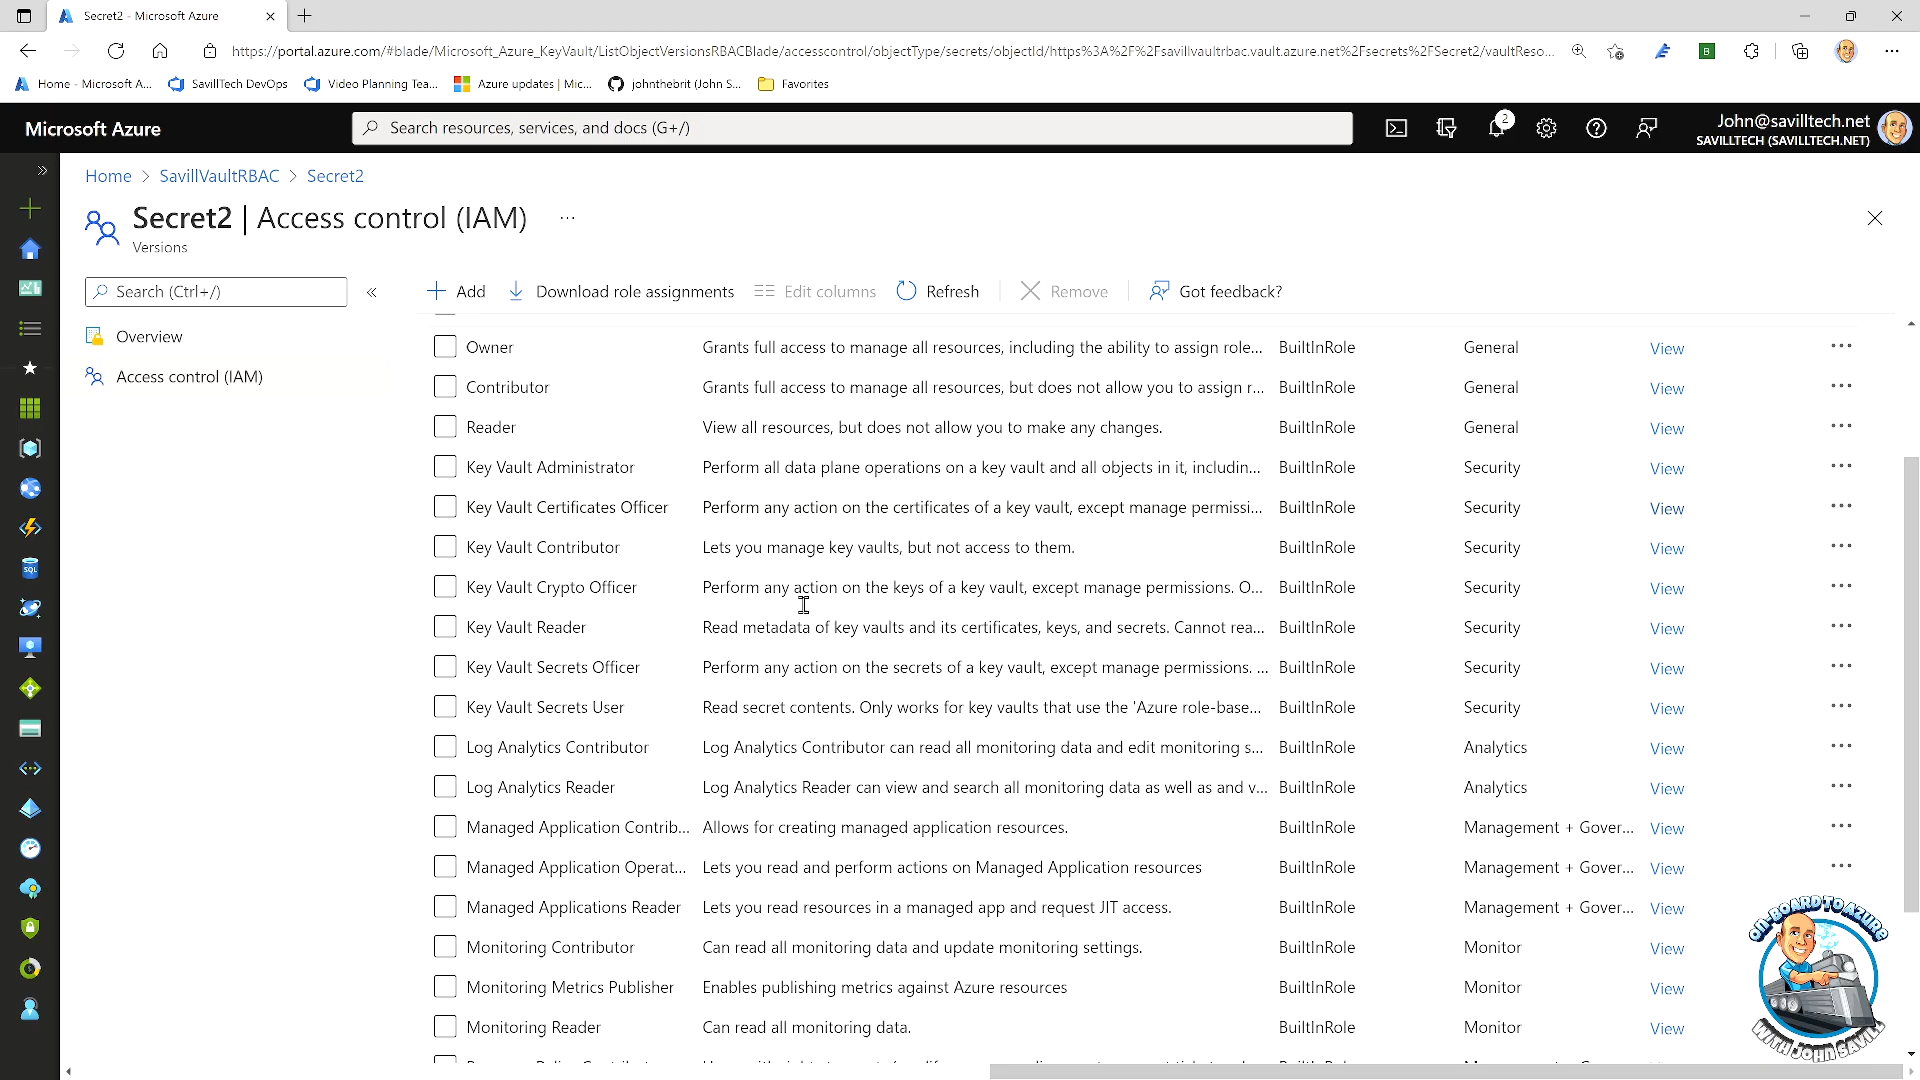 Secret2 - Microsoft Azure
https://portal.azure.com/#blade/Microsoft_Azure_KeyVault/ListObjectVersionsRBACBlade/accesscontrol/objectType/secrets/objectId/https%3A%2F%2Fsavillvaultrbac.vault.azure.net%2Fsecrets%2FSecret2/vaultReso...
Home - Microsoft A... SavillTech DevOps Video Planning Tea... Azure updates | Mic... johnthebrit (John S... Favorites
Microsoft Azure Search resources, services, and docs (G+/) 2 John@savilltech.net
SAVILLTECH (SAVILLTECH.NET)
Home > SavillVaultRBAC > Secret2
Secret2 | Access control (IAM) ...
Versions
Search (Ctrl+/) « Add Download role assignments Edit columns Refresh Remove Got feedback?
Overview
Access control (IAM)
Owner Grants full access to manage all resources, including the ability to assign role... BuiltInRole General View ...
Contributor Grants full access to manage all resources, but does not allow you to assign r... BuiltInRole General View ...
Reader View all resources, but does not allow you to make any changes. BuiltInRole General View ...
Key Vault Administrator Perform all data plane operations on a key vault and all objects in it, includin... BuiltInRole Security View ...
Key Vault Certificates Officer Perform any action on the certificates of a key vault, except manage permissi... BuiltInRole Security View ...
Key Vault Contributor Lets you manage key vaults, but not access to them. BuiltInRole Security View ...
Key Vault Crypto Officer Perform any action on the keys of a key vault, except manage permissions. O... BuiltInRole Security View ...
Key Vault Reader Read metadata of key vaults and its certificates, keys, and secrets. Cannot rea... BuiltInRole Security View ...
Key Vault Secrets Officer Perform any action on the secrets of a key vault, except manage permissions. ... BuiltInRole Security View ...
Key Vault Secrets User Read secret contents. Only works for key vaults that use the 'Azure role-base... BuiltInRole Security View ...
Log Analytics Contributor Log Analytics Contributor can read all monitoring data and edit monitoring s... BuiltInRole Analytics View ...
Log Analytics Reader Log Analytics Reader can view and search all monitoring data as well as and v... BuiltInRole Analytics View ...
Managed Application Contrib... Allows for creating managed application resources. BuiltInRole Management + Gover... View ...
Managed Application Operat... Lets you read and perform actions on Managed Application resources BuiltInRole Management + Gover... View ...
Managed Applications Reader Lets you read resources in a managed app and request JIT access. BuiltInRole Management + Gover... View
Monitoring Contributor Can read all monitoring data and update monitoring settings. BuiltInRole Monitor View
Monitoring Metrics Publisher Enables publishing metrics against Azure resources BuiltInRole Monitor View
Monitoring Reader Can read all monitoring data. BuiltInRole Monitor View
ON-BOARD TO AZURE
WITH JOHN SAVILL